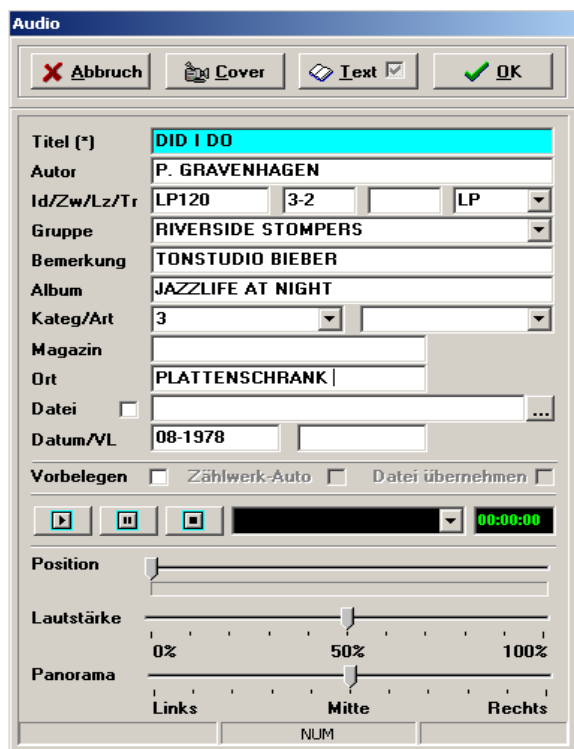 Audio
Abbruch Cover Text OK
Titel (*) DID I DO
Autor P. GRAVENHAGEN
Id/Zw/Lz/Tr LP120 3-2 LP
Gruppe RIVERSIDE STOMPERS
Bemerkung TONSTUDIO BIEBER
Album JAZZLIFE AT NIGHT
Kateg/Art 3
Magazin
Ort PLATTENSCHRANK
Datei ...
Datum/VL 08-1978
Vorbelegen Zählwerk-Auto Datei übernehmen
00:00:00
Position
Lautstärke
0% 50% 100%
Panorama
Links Mitte Rechts
NUM